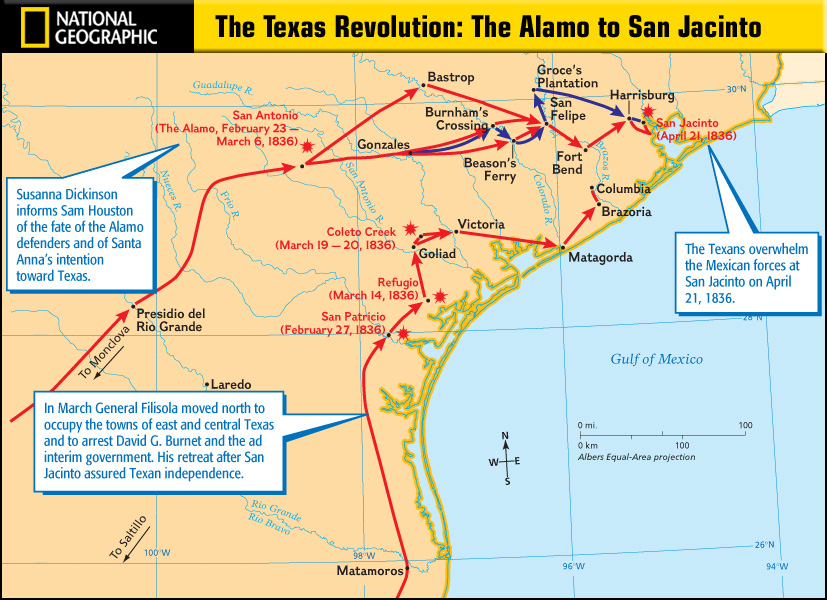 NATIONAL
GEOGRAPHIC
The Texas Revolution: The Alamo to San Jacinto
Guadalupe R.
Bastrop
Groce's
Plantation
30°N
Harrisburg
San Antonio
(The Alamo, February 23 —
March 6, 1836)
Burnham's
Crossing
San
Felipe
San Jacinto
(April 21, 1836)
Gonzales
Beason's
Ferry
Fort
Bend
Brazos R.
Nueces R.
Frio R.
San Antonio R.
Colorado R.
Columbia
Brazoria
Susanna Dickinson
informs Sam Houston
of the fate of the Alamo
defenders and of Santa
Anna's intention
toward Texas.
Coleto Creek
(March 19 — 20, 1836)
Victoria
Goliad
Matagorda
The Texans overwhelm
the Mexican forces at
San Jacinto on April
21, 1836.
Refugio
(March 14, 1836)
San Patricio
(February 27, 1836)
Presidio del
Rio Grande
28°N
To Monclova
Gulf of Mexico
Laredo
In March General Filisola moved north to
occupy the towns of east and central Texas
and to arrest David G. Burnet and the ad
interim government. His retreat after San
Jacinto assured Texan independence.
0 mi.
100
0 km
100
Albers Equal-Area projection
N
W
E
S
Rio Grande
Rio Bravo
To Saltillo
100°W
98°W
Matamoros
96°W
26°N
94°W